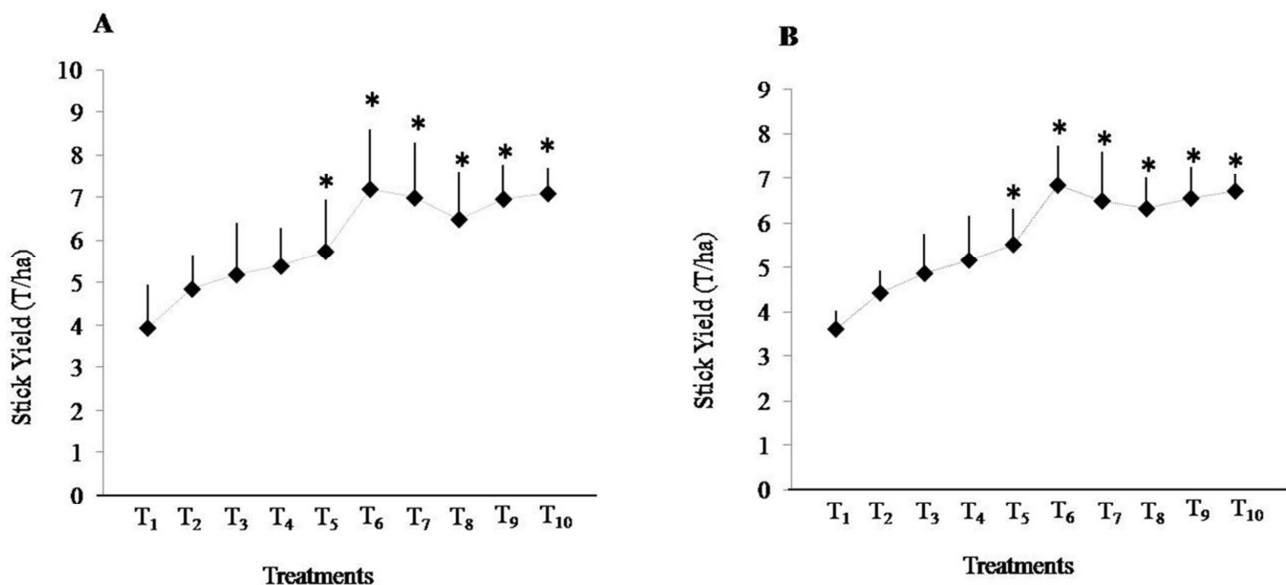 A
Stick Yield (T/ha)
10
9
8
7
6
5
4
3
2
1
0
* * * * * *
T₁ T₂ T₃ T₄ T₅ T₆ T₇ T₈ T₉ T₁₀
Treatments
B
Stick Yield (T/ha)
9
8
7
6
5
4
3
2
1
0
* * * * * *
T₁ T₂ T₃ T₄ T₅ T₆ T₇ T₈ T₉ T₁₀
Treatments